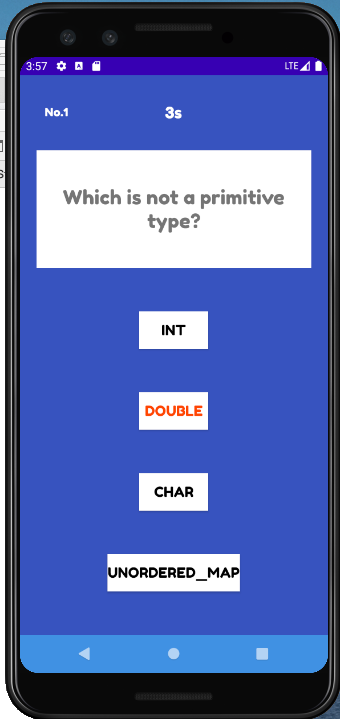 3:57
LTE
No.1
3s
Which is not a primitive
type?
INT
DOUBLE
CHAR
UNORDERED_MAP